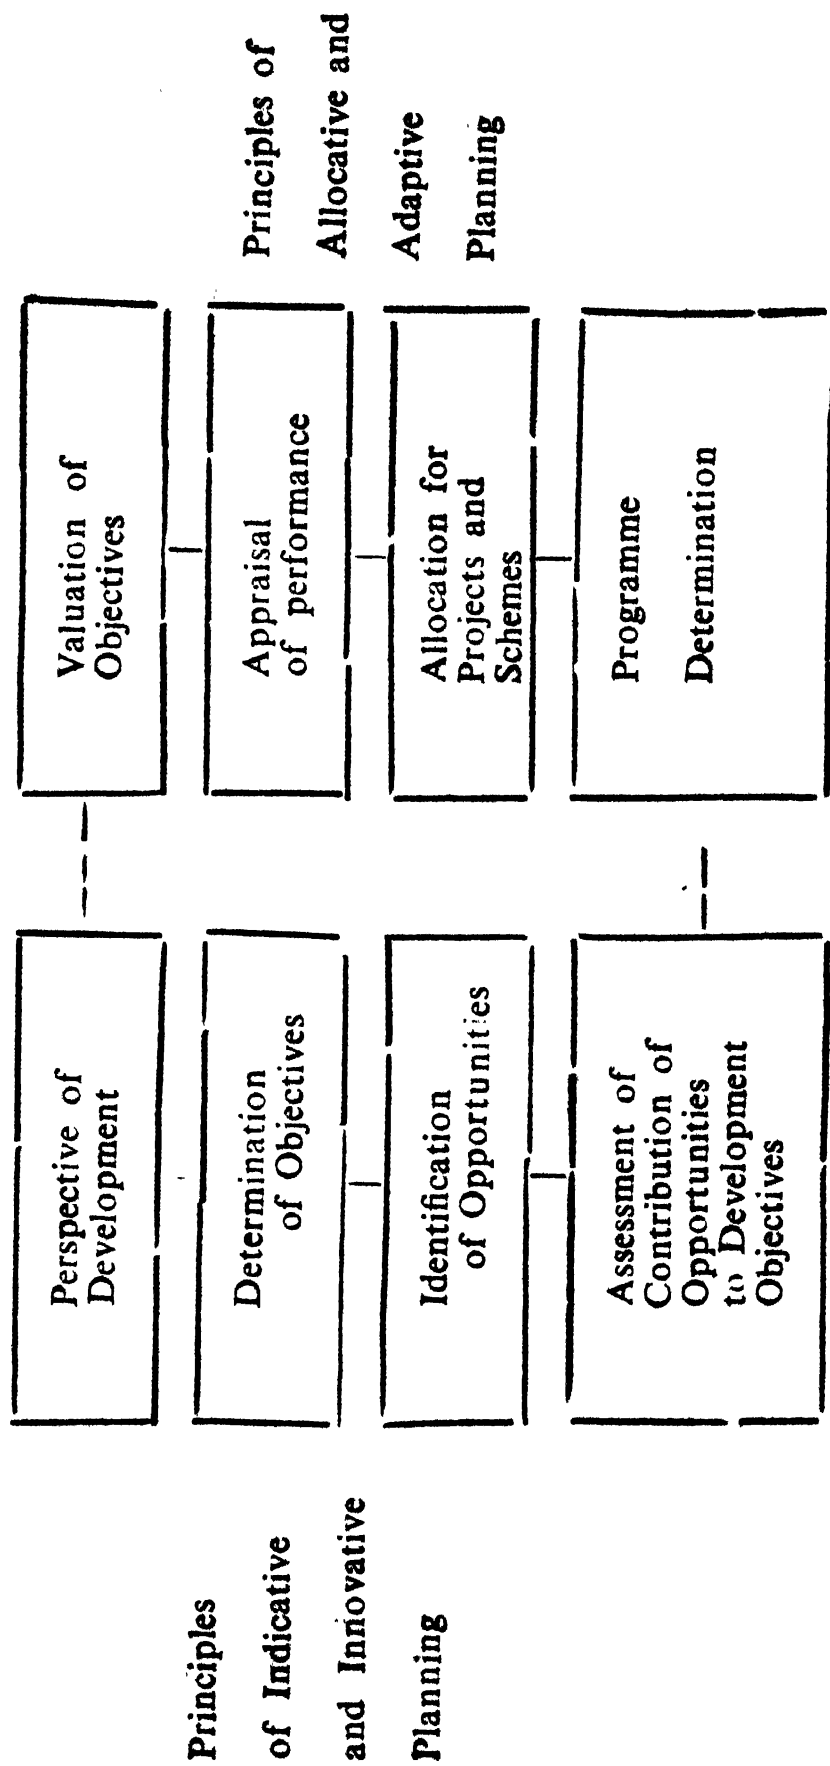 Principles
of Indicative
and Innovative
Planning
Perspective of
Development
Determination
of Objectives
Identification
of Opportunities
Assessment of
Contribution of
Opportunities
to Development
Objectives
Valuation of
Objectives
Appraisal
of performance
Allocation for
Projects and
Schemes
Programme
Determination
Principles of
Allocative and
Adaptive
Planning